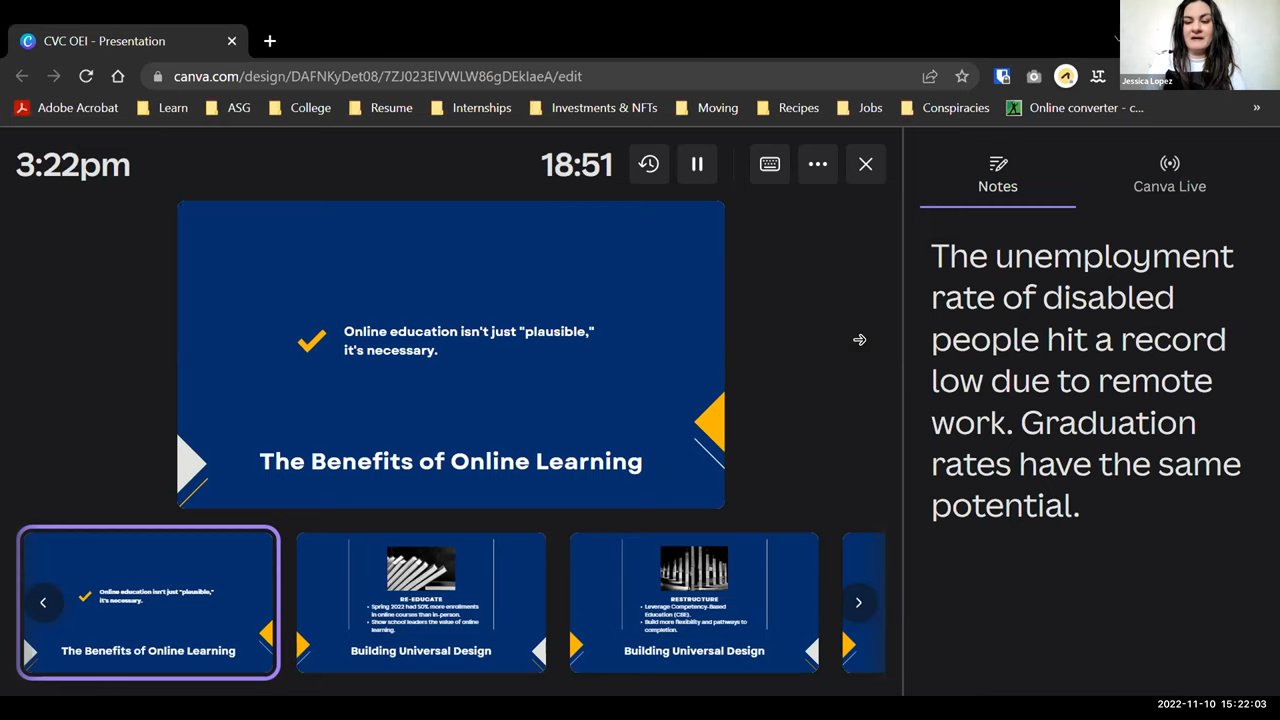 CVC OEI - Presentation
canva.com/design/DAFNKyDet08/7ZJ023ElVWLW86gDEkIaeA/edit
Jessica Lopez
Adobe Acrobat
Learn
ASG
College
Resume
Internships
Investments & NFTs
Moving
Recipes
Jobs
Conspiracies
Online converter - c...
3:22pm
18:51
Notes
Canva Live
Online education isn't just "plausible,"
it's necessary.
The Benefits of Online Learning
The unemployment
rate of disabled
people hit a record
low due to remote
work. Graduation
rates have the same
potential.
Online education isn't just "plausible,"
it's necessary.
The Benefits of Online Learning
RE-EDUCATE
• Spring 2022 had 50% more enrollments
in online courses than in-person.
• Show school leaders the value of online
learning.
Building Universal Design
RESTRUCTURE
• Leverage Competency-Based
Education (CBE).
• Build more flexibility and pathways to
completion.
Building Universal Design
2022-11-10 15:22:03